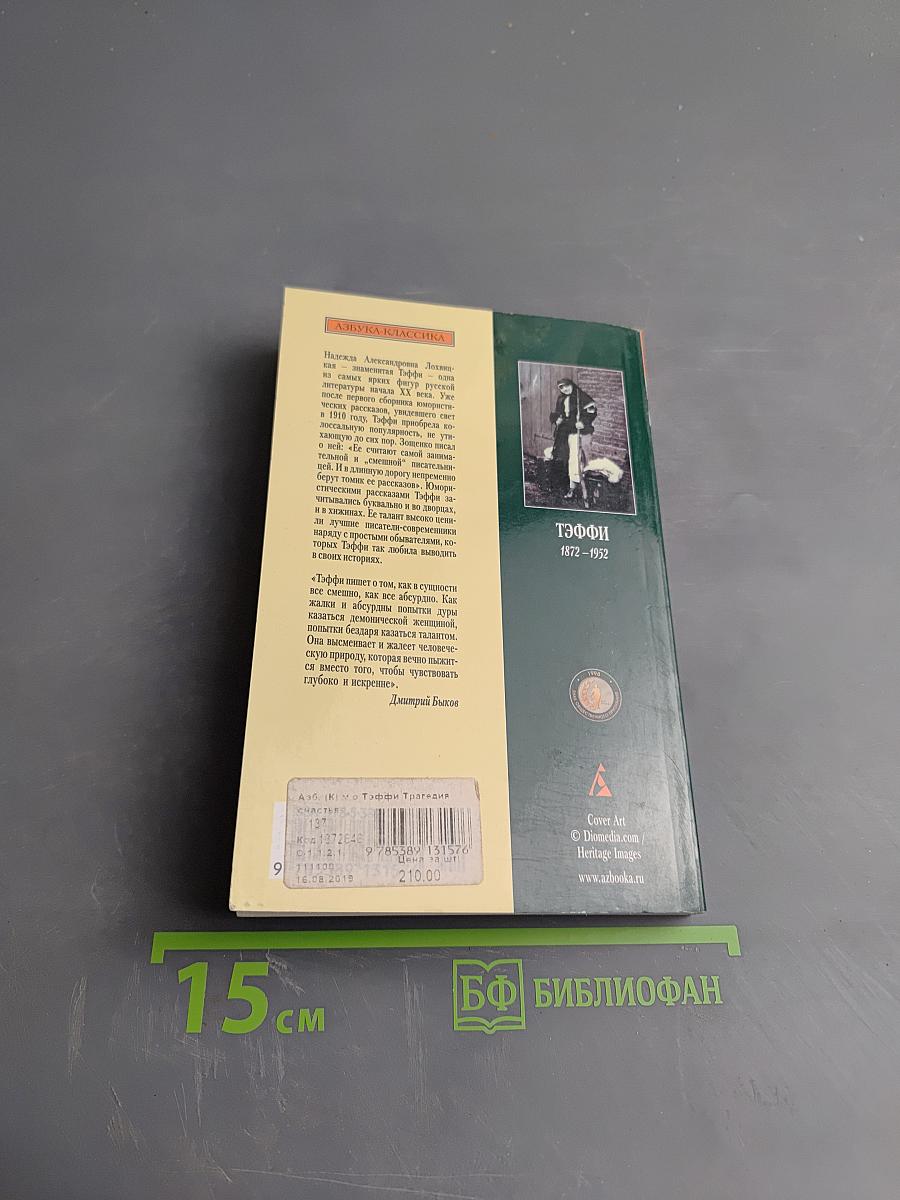 АЗБУКА-КЛАССИКА
Надежда Александровна Лохвиц-
кая – знаменитая Тэффи – одна
из самых ярких фигур русской
литературы начала XX века. Уже
после первого сборника юмористи-
ческих рассказов, увидевшего свет
в 1910 году, Тэффи приобрела ко-
лоссальную популярность, не ути-
хающую до сих пор. Зощенко писал
о ней: «Ее считают самой занима-
тельной и „смешной“ писательни-
цей. И в длинную дорогу непременно
берут томик ее рассказов». Юмори-
стическими рассказами Тэффи за-
читывались буквально и во дворцах,
и в хижинах. Ее талант высоко цени-
ли лучшие писатели-современники
наряду с простыми обывателями, ко-
торых Тэффи так любила выводить
в своих историях.
«Тэффи пишет о том, как в сущности
все смешно, как все абсурдно. Как
жалки и абсурдны попытки дуры
казаться демонической женщиной,
попытки бездаря казаться талантом.
Она высмеивает и жалеет человече-
скую природу, которая вечно пыжит-
ся вместо того, чтобы чувствовать
глубоко и искренне».
Дмитрий Быков
Азб. (К) м о Тэффи Трагедия
счастья
137
Код
9 785389 131576
Цена за шт
210.00
16.08.2019
9
ТЭФФИ
1872–1952
1998
Cover Art
© Diomedia.com /
Heritage Images
www.azbooka.ru
15 см
БФ БИБЛИОФАН